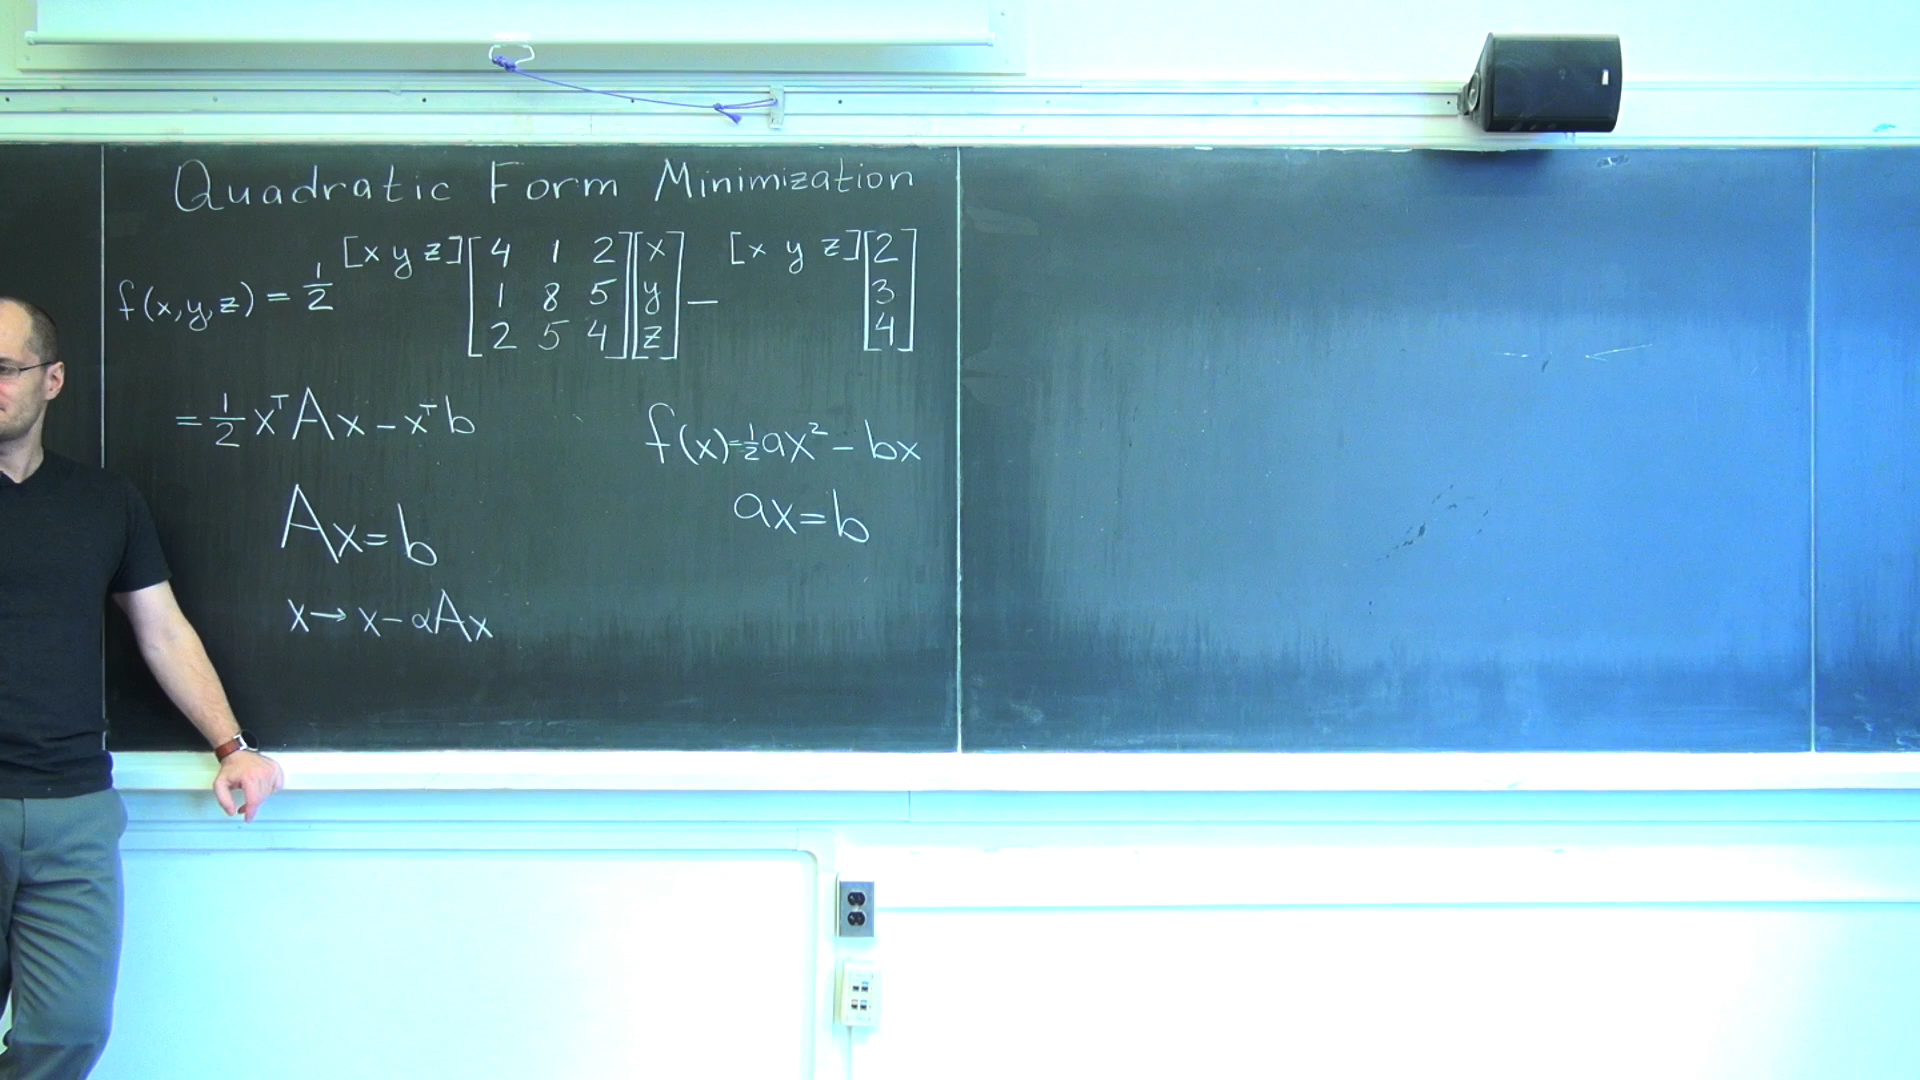 Quadratic Form Minimization
f(x,y,z) = 1/2 [x y z] [4 1 2; 1 8 5; 2 5 4] [x; y; z] − [x y z] [2; 3; 4]
= 1/2 xᵀAx − xᵀb
f(x) = 1/2 ax² − bx
Ax = b
ax = b
x → x − αAx